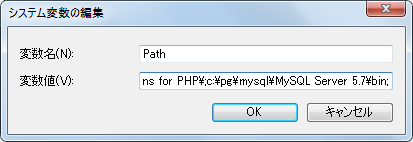 システム変数の編集
変数名(N):
Path
変数値(V):
ns for PHP¥;c:¥pg¥mysql¥MySQL Server 5.7¥bin;
OK
キャンセル